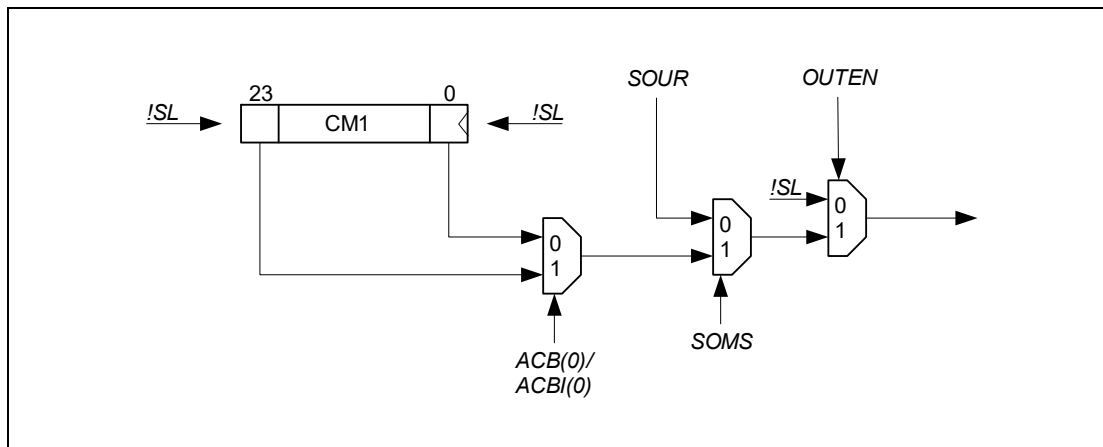 SOUR
OUTEN
23
0
!SL
CM1
!SL
!SL
0
1
0
1
0
1
SOMS
ACB(0)/
ACBI(0)